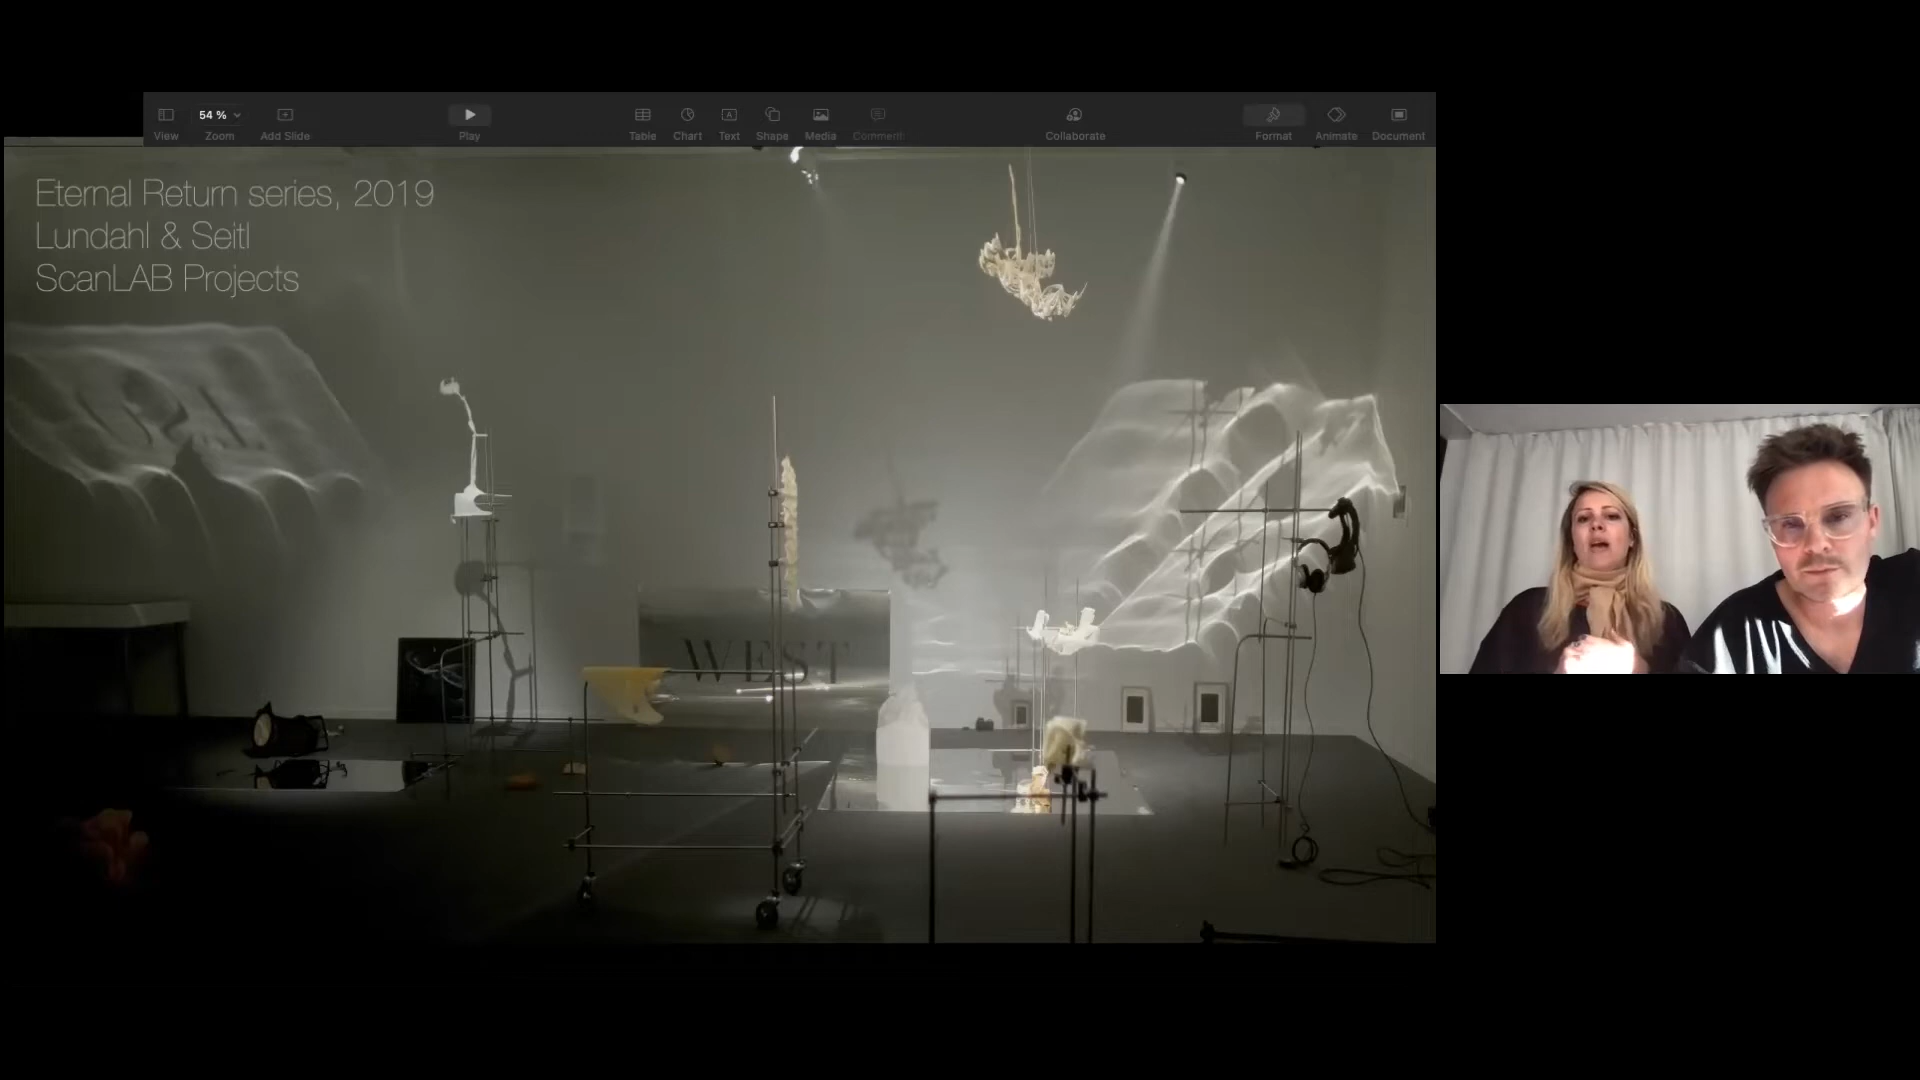 54 %
View
Zoom
Add Slide
Play
Table
Chart
Text
Shape
Media
Comment
Collaborate
Format
Animate
Document
Eternal Return series, 2019
Lundahl & Seitl
ScanLAB Projects
WEST